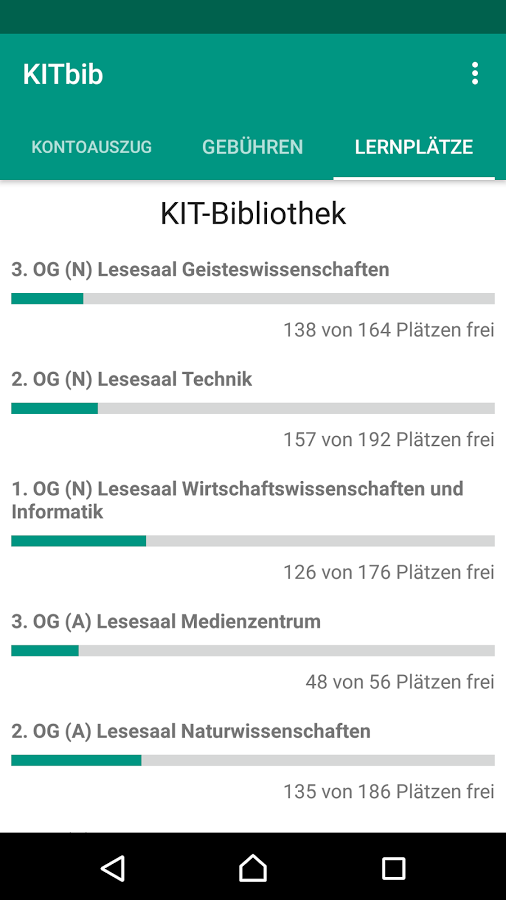 KITbib
KONTOAUSZUG
GEBÜHREN
LERNPLÄTZE
KIT-Bibliothek
3. OG (N) Lesesaal Geisteswissenschaften
138 von 164 Plätzen frei
2. OG (N) Lesesaal Technik
157 von 192 Plätzen frei
1. OG (N) Lesesaal Wirtschaftswissenschaften und
Informatik
126 von 176 Plätzen frei
3. OG (A) Lesesaal Medienzentrum
48 von 56 Plätzen frei
2. OG (A) Lesesaal Naturwissenschaften
135 von 186 Plätzen frei